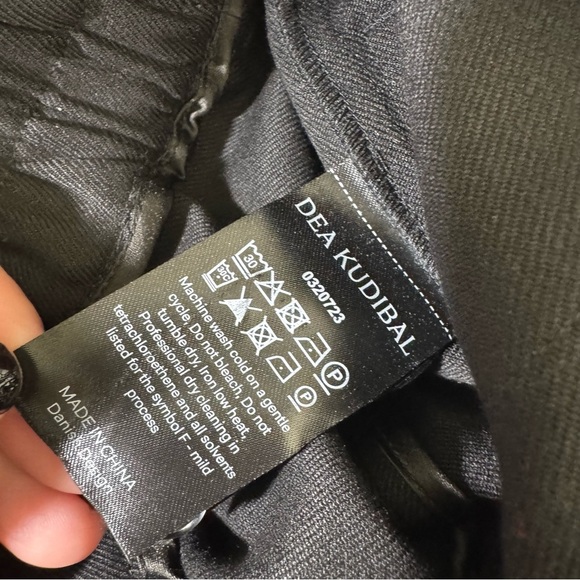 DEA KUDIBAL
0320723
30 P
30C P
Machine wash cold on a gentle
cycle. Do not bleach. Do not
tumble dry. Iron low heat,
Professional dry cleaning in
tetrachloroethene and all solvents
listed for the symbol F - mild
process
MADE IN CHINA
Danish Design